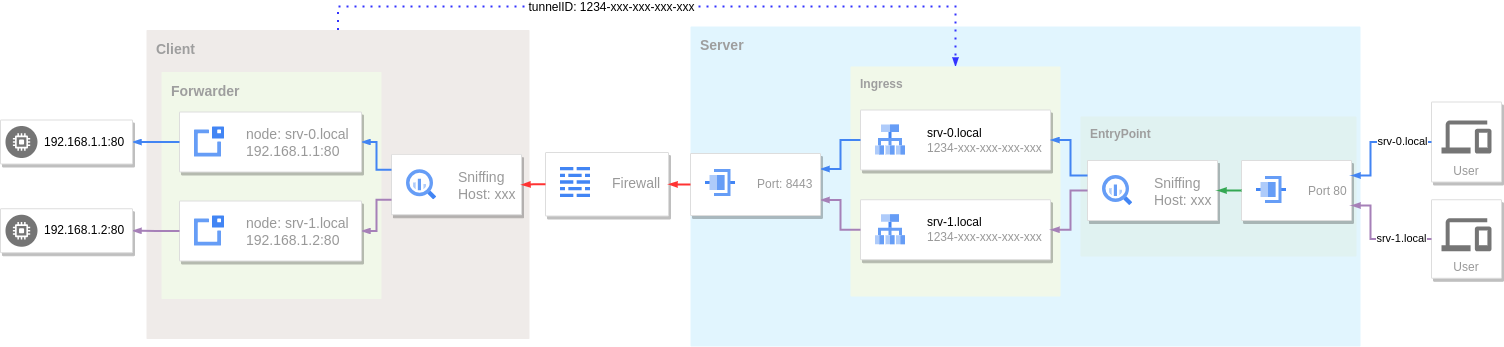 tunnelID: 1234-xxx-xxx-xxx-xxx
Client
Forwarder
192.168.1.1:80
node: srv-0.local
192.168.1.1:80
192.168.1.2:80
node: srv-1.local
192.168.1.2:80
Sniffing
Host: xxx
Firewall
Server
Port: 8443
Ingress
srv-0.local
1234-xxx-xxx-xxx-xxx
srv-1.local
1234-xxx-xxx-xxx-xxx
EntryPoint
Sniffing
Host: xxx
Port 80
srv-0.local
User
srv-1.local
User